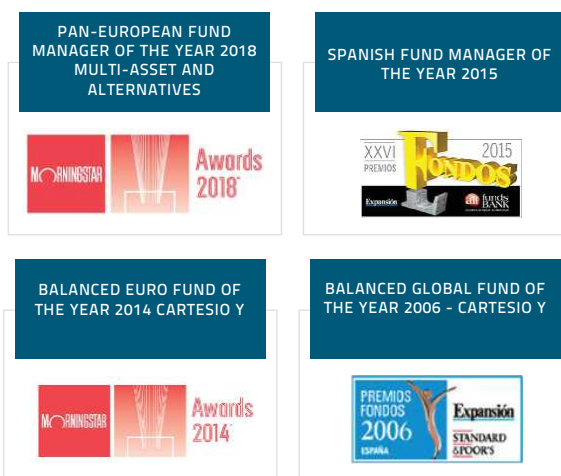 PAN-EUROPEAN FUND
MANAGER OF THE YEAR 2018
MULTI-ASSET AND
ALTERNATIVES
MORNINGSTAR
Awards
2018
SPANISH FUND MANAGER OF
THE YEAR 2015
XXVI
PREMIOS
2015
FONDOS
Expansión
allfunds
BANK
BALANCED EURO FUND OF
THE YEAR 2014 CARTESIO Y
MORNINGSTAR
Awards
2014
BALANCED GLOBAL FUND OF
THE YEAR 2006 - CARTESIO Y
PREMIOS
FONDOS
2006
ESPAÑA
Expansión
STANDARD
&POOR'S